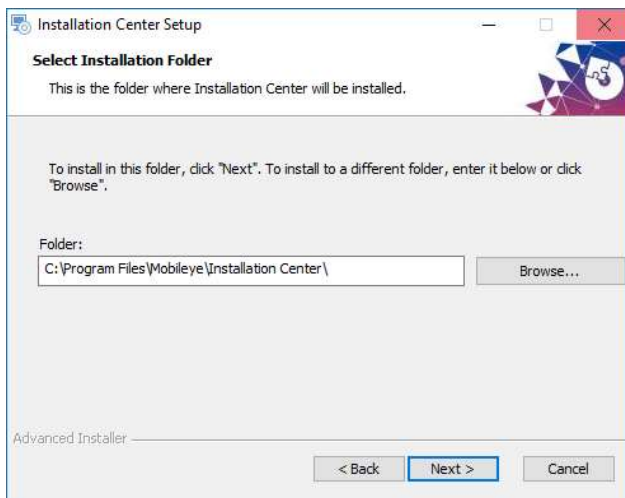 Installation Center Setup
Select Installation Folder
This is the folder where Installation Center will be installed.
To install in this folder, click "Next". To install to a different folder, enter it below or click
"Browse".
Folder:
C:\Program Files\Mobileye\Installation Center\
Browse...
Advanced Installer
< Back
Next >
Cancel